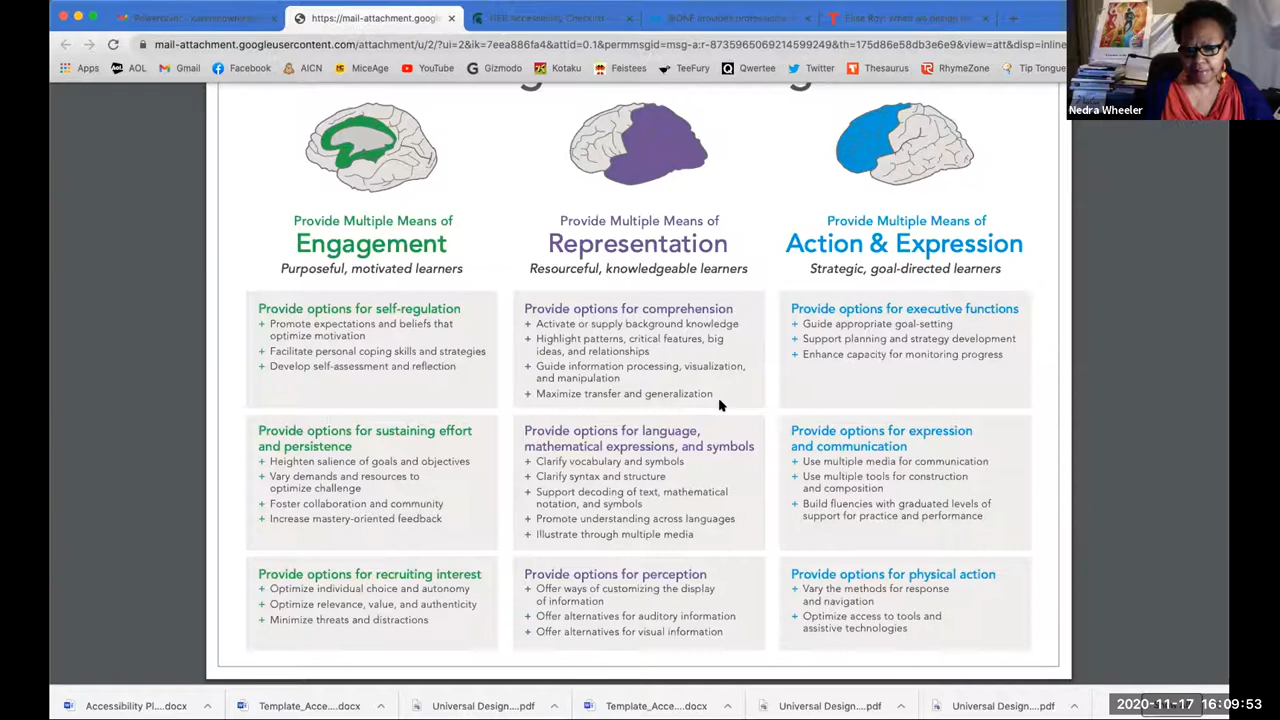 https://mail-attachment.google
mail-attachment.googleusercontent.com/attachment/u/2/?ui=2&ik=7eea886fa4&attid=0.1&permmsgid=msg-a:r-8735965069214599249&th=175d86e58db3e6e9&view=att&disp=inline
Apps AOL Gmail Facebook AICN MiceAge YouTube Gizmodo Kotaku Feistees TeeFury Qwertee Twitter Thesaurus RhymeZone Tip Tongue
Nedra Wheeler
Provide Multiple Means of
Engagement
Purposeful, motivated learners
Provide options for self-regulation
+ Promote expectations and beliefs that
optimize motivation
+ Facilitate personal coping skills and strategies
+ Develop self-assessment and reflection
Provide options for sustaining effort
and persistence
+ Heighten salience of goals and objectives
+ Vary demands and resources to
optimize challenge
+ Foster collaboration and community
+ Increase mastery-oriented feedback
Provide options for recruiting interest
+ Optimize individual choice and autonomy
+ Optimize relevance, value, and authenticity
+ Minimize threats and distractions
Provide Multiple Means of
Representation
Resourceful, knowledgeable learners
Provide options for comprehension
+ Activate or supply background knowledge
+ Highlight patterns, critical features, big
ideas, and relationships
+ Guide information processing, visualization,
and manipulation
+ Maximize transfer and generalization
Provide options for language,
mathematical expressions, and symbols
+ Clarify vocabulary and symbols
+ Clarify syntax and structure
+ Support decoding of text, mathematical
notation, and symbols
+ Promote understanding across languages
+ Illustrate through multiple media
Provide options for perception
+ Offer ways of customizing the display
of information
+ Offer alternatives for auditory information
+ Offer alternatives for visual information
Provide Multiple Means of
Action & Expression
Strategic, goal-directed learners
Provide options for executive functions
+ Guide appropriate goal-setting
+ Support planning and strategy development
+ Enhance capacity for monitoring progress
Provide options for expression
and communication
+ Use multiple media for communication
+ Use multiple tools for construction
and composition
+ Build fluencies with graduated levels of
support for practice and performance
Provide options for physical action
+ Vary the methods for response
and navigation
+ Optimize access to tools and
assistive technologies
Accessibility Pl....docx Template_Acce....docx Universal Design....pdf Template_Acce....docx Universal Design....pdf Universal Design....pdf
2020-11-17 16:09:53